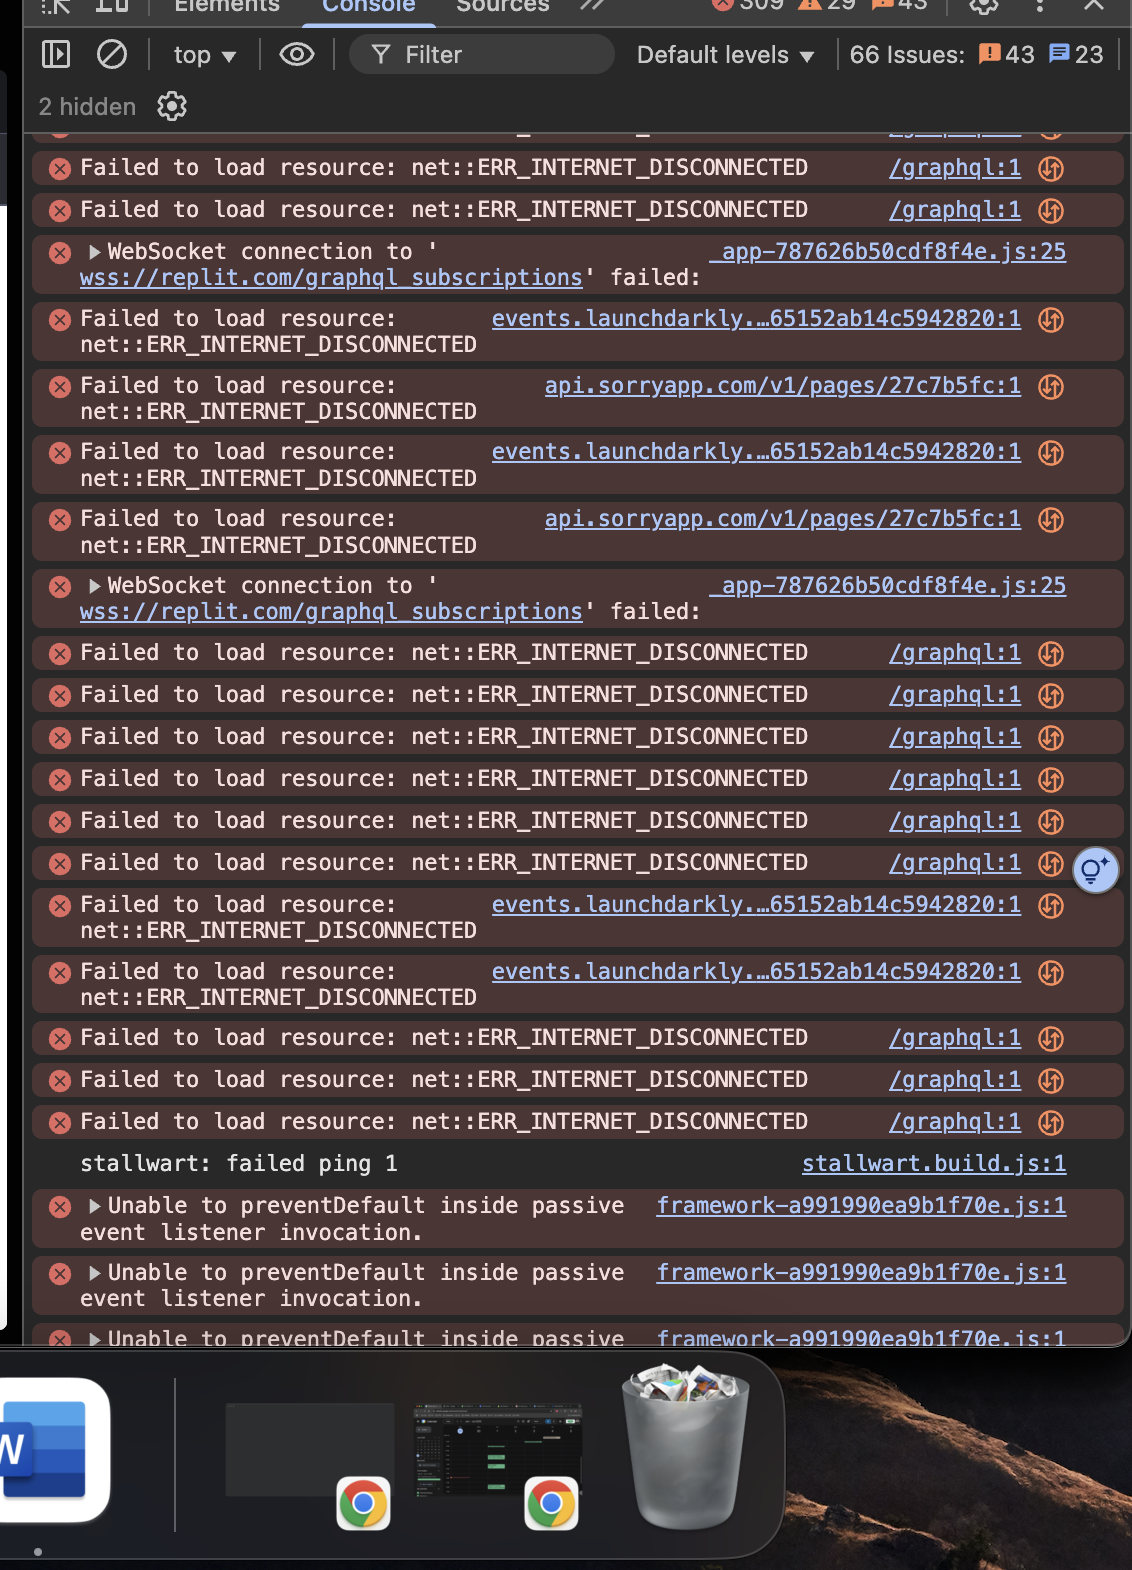 Elements Console Sources 309 29 43
top Filter Default levels 66 Issues: 43 23
2 hidden
/graphql:1
Failed to load resource: net::ERR_INTERNET_DISCONNECTED /graphql:1
Failed to load resource: net::ERR_INTERNET_DISCONNECTED /graphql:1
WebSocket connection to ' _app-787626b50cdf8f4e.js:25
wss://replit.com/graphql_subscriptions' failed:
Failed to load resource: events.launchdarkly.…65152ab14c5942820:1
net::ERR_INTERNET_DISCONNECTED
Failed to load resource: api.sorryapp.com/v1/pages/27c7b5fc:1
net::ERR_INTERNET_DISCONNECTED
Failed to load resource: events.launchdarkly.…65152ab14c5942820:1
net::ERR_INTERNET_DISCONNECTED
Failed to load resource: api.sorryapp.com/v1/pages/27c7b5fc:1
net::ERR_INTERNET_DISCONNECTED
WebSocket connection to ' _app-787626b50cdf8f4e.js:25
wss://replit.com/graphql_subscriptions' failed:
Failed to load resource: net::ERR_INTERNET_DISCONNECTED /graphql:1
Failed to load resource: net::ERR_INTERNET_DISCONNECTED /graphql:1
Failed to load resource: net::ERR_INTERNET_DISCONNECTED /graphql:1
Failed to load resource: net::ERR_INTERNET_DISCONNECTED /graphql:1
Failed to load resource: net::ERR_INTERNET_DISCONNECTED /graphql:1
Failed to load resource: net::ERR_INTERNET_DISCONNECTED /graphql:1
Failed to load resource: events.launchdarkly.…65152ab14c5942820:1
net::ERR_INTERNET_DISCONNECTED
Failed to load resource: events.launchdarkly.…65152ab14c5942820:1
net::ERR_INTERNET_DISCONNECTED
Failed to load resource: net::ERR_INTERNET_DISCONNECTED /graphql:1
Failed to load resource: net::ERR_INTERNET_DISCONNECTED /graphql:1
Failed to load resource: net::ERR_INTERNET_DISCONNECTED /graphql:1
stallwart: failed ping 1 stallwart.build.js:1
Unable to preventDefault inside passive framework-a991990ea9b1f70e.js:1
event listener invocation.
Unable to preventDefault inside passive framework-a991990ea9b1f70e.js:1
event listener invocation.
Unable to preventDefault inside passive framework-a991990ea9b1f70e.js:1
W